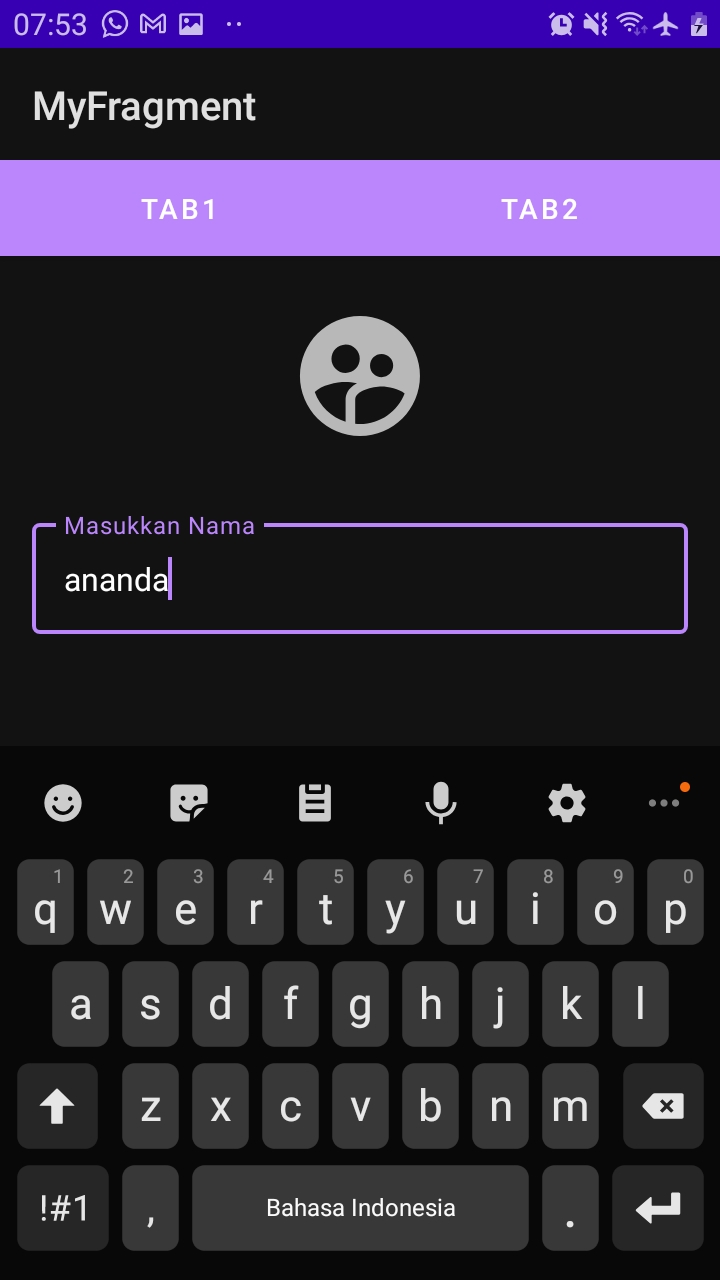 07:53
MyFragment
TAB1 TAB2
Masukkan Nama
ananda
1 2 3 4 5 6 7 8 9 0
q w e r t y u i o p
a s d f g h j k l
z x c v b n m
!#1 , Bahasa Indonesia .